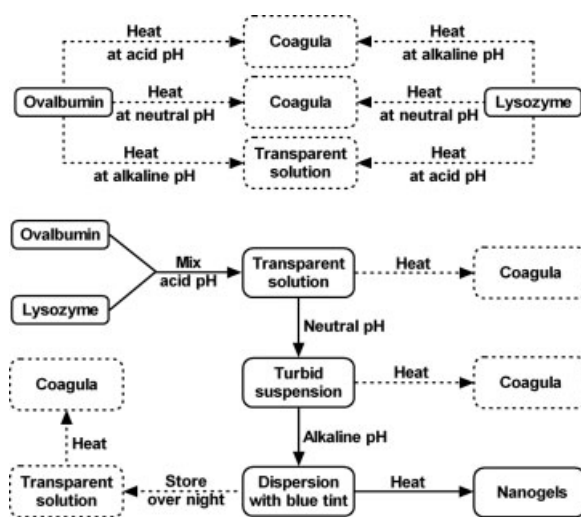 Heat
at acid pH
Coagula
Heat
at alkaline pH
Ovalbumin
Heat
at neutral pH
Coagula
Heat
at neutral pH
Lysozyme
Heat
at alkaline pH
Transparent
solution
Heat
at acid pH
Ovalbumin
Lysozyme
Mix
acid pH
Transparent
solution
Heat
Coagula
Neutral pH
Turbid
suspension
Heat
Coagula
Alkaline pH
Coagula
Heat
Transparent
solution
Store
over night
Dispersion
with blue tint
Heat
Nanogels